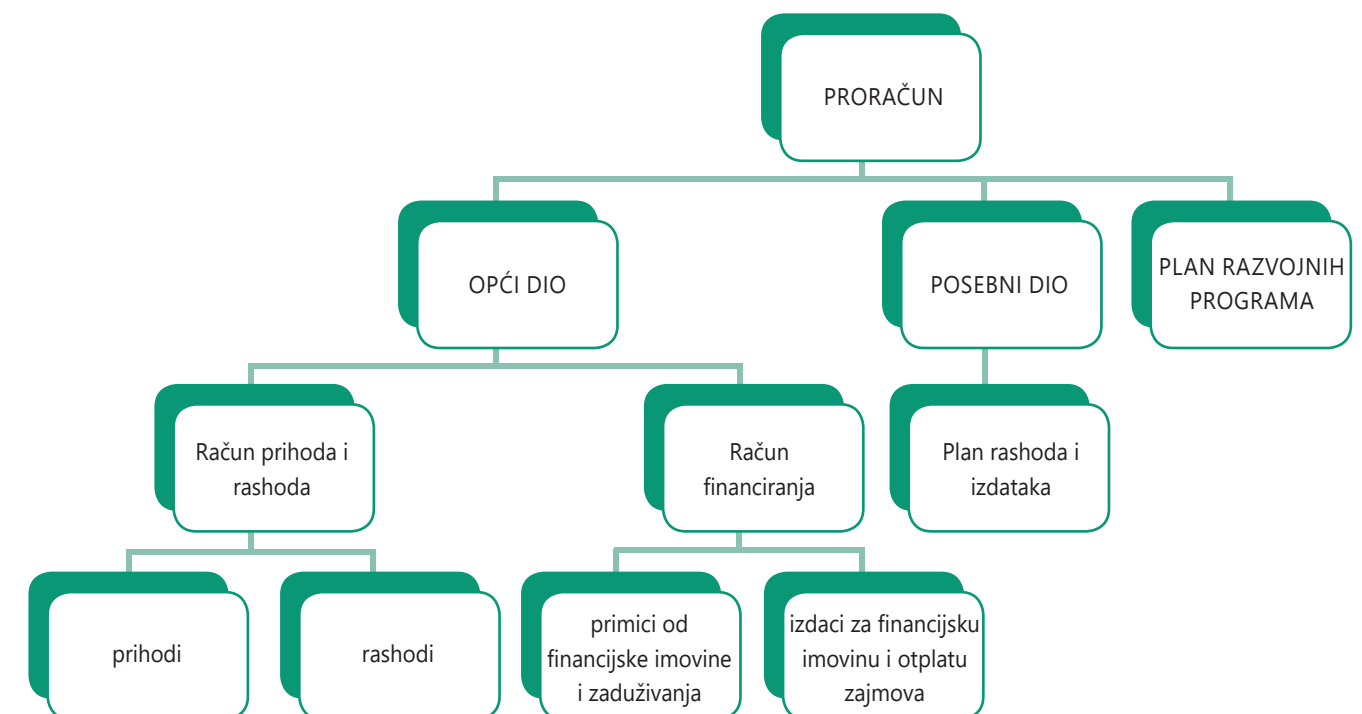 PRORAČUN
OPĆI DIO
POSEBNI DIO
PLAN RAZVOJNIH
PROGRAMA
Račun prihoda i
rashoda
Račun
financiranja
Plan rashoda i
izdataka
prihodi
rashodi
primici od
financijske imovine
i zaduživanja
izdaci za financijsku
imovinu i otplatu
zajmova